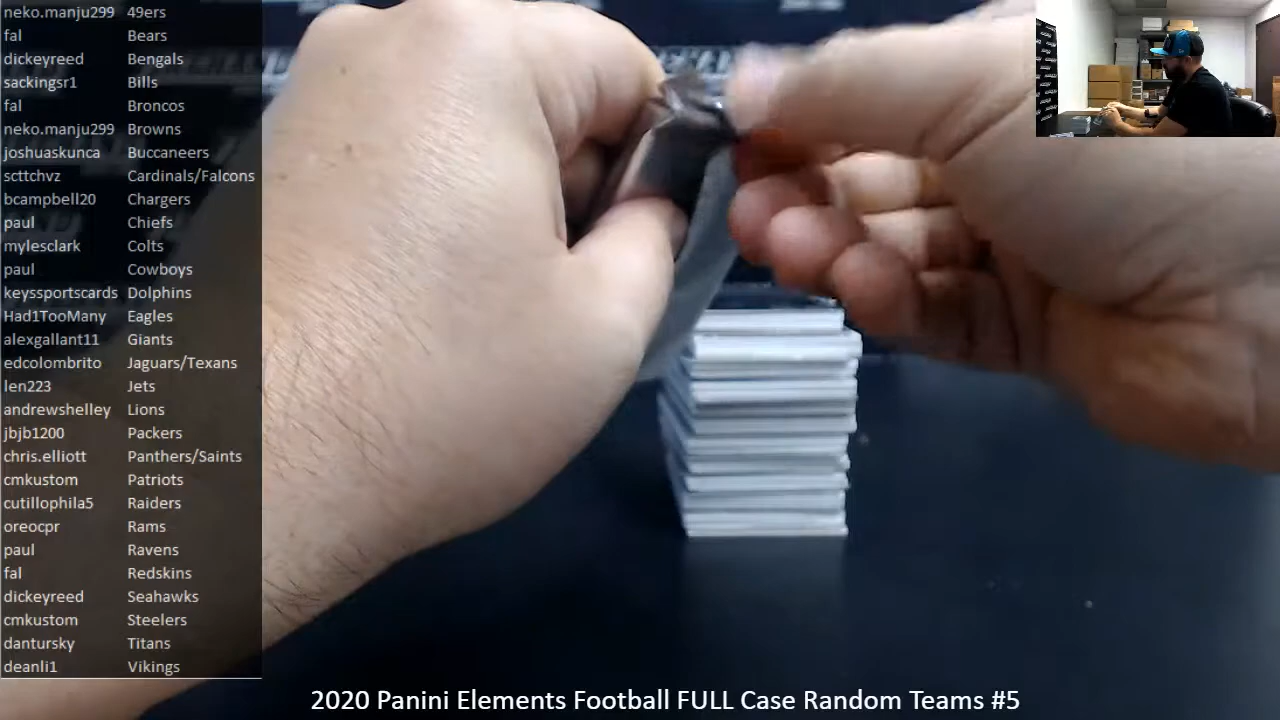 neko.manju299 49ers
fal Bears
dickeyreed Bengals
sackingsr1 Bills
fal Broncos
neko.manju299 Browns
joshuaskunca Buccaneers
scttchvz Cardinals/Falcons
bcampbell20 Chargers
paul Chiefs
mylesclark Colts
paul Cowboys
keyssportscards Dolphins
Had1TooMany Eagles
alexgallant11 Giants
edcolombrito Jaguars/Texans
len223 Jets
andrewshelley Lions
jbjb1200 Packers
chris.elliott Panthers/Saints
cmkustom Patriots
cutillophila5 Raiders
oreocpr Rams
paul Ravens
fal Redskins
dickeyreed Seahawks
cmkustom Steelers
dantursky Titans
deanli1 Vikings
2020 Panini Elements Football FULL Case Random Teams #5